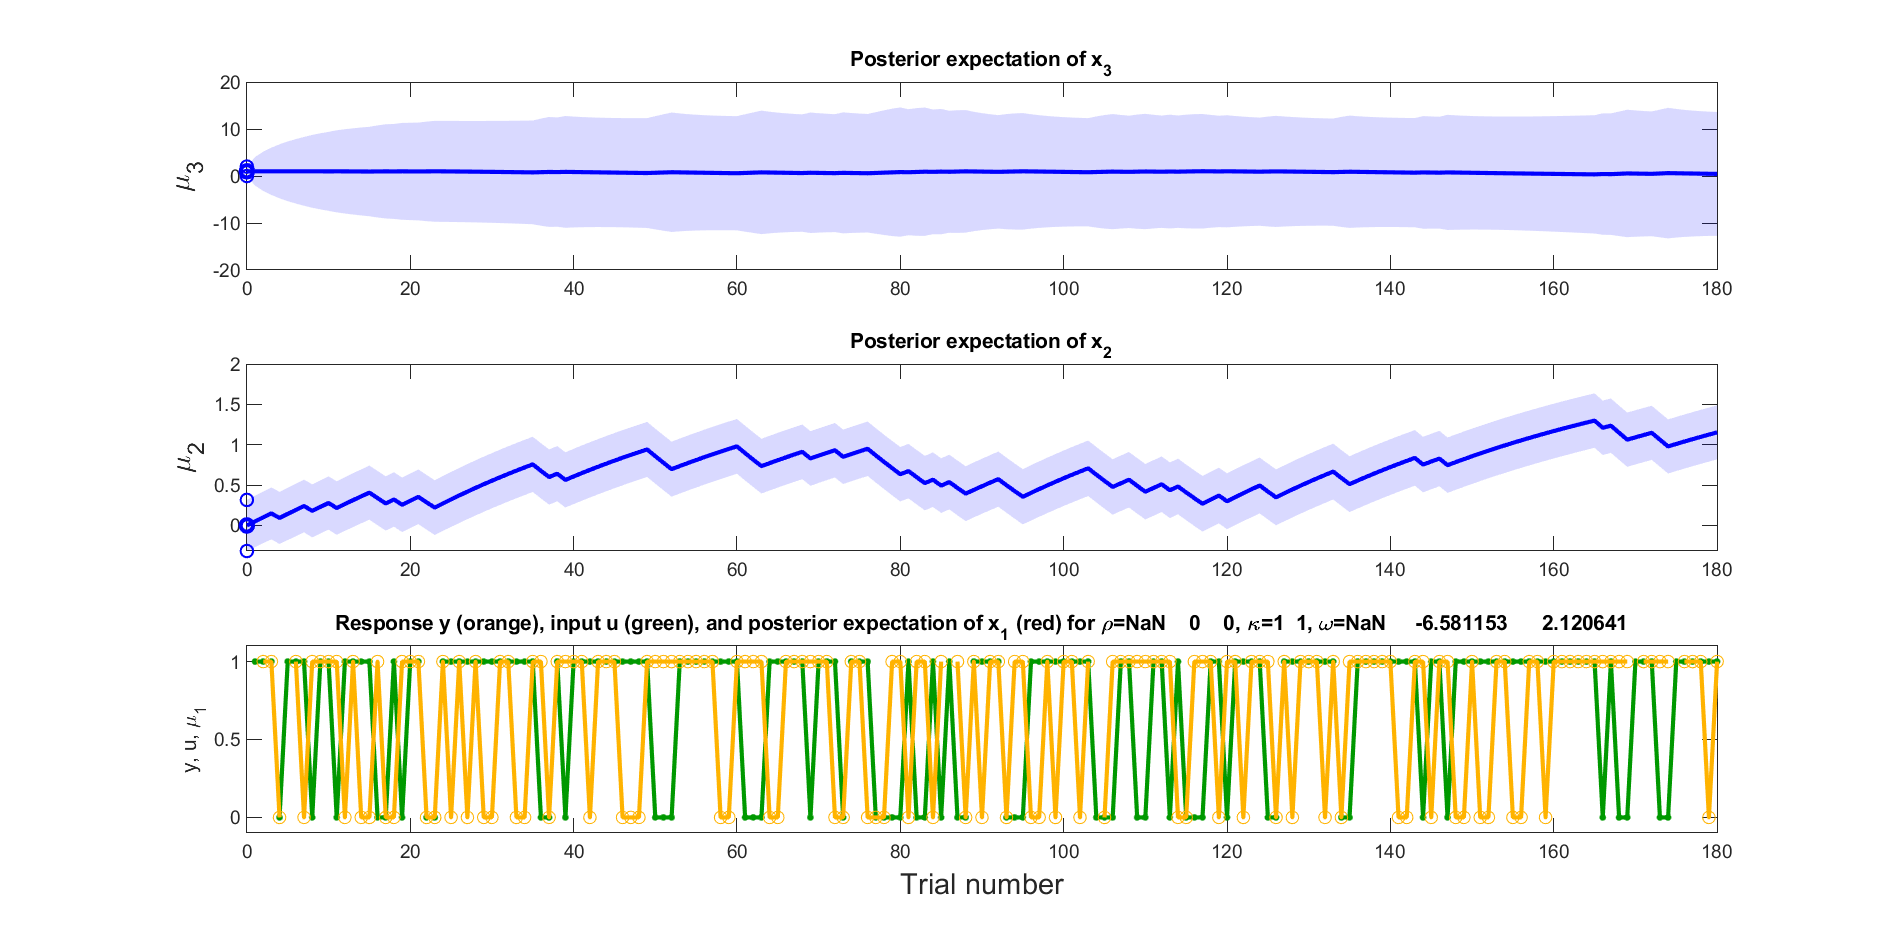 Posterior expectation of x3
20
10
0
-10
-20
μ3
0 20 40 60 80 100 120 140 160 180
Posterior expectation of x2
2
1.5
1
0.5
0
μ2
0 20 40 60 80 100 120 140 160 180
Response y (orange), input u (green), and posterior expectation of x1 (red) for ρ=NaN 0 0, κ=1 1, ω=NaN -6.581153 2.120641
1
0.5
0
y, u, μ1
0 20 40 60 80 100 120 140 160 180
Trial number